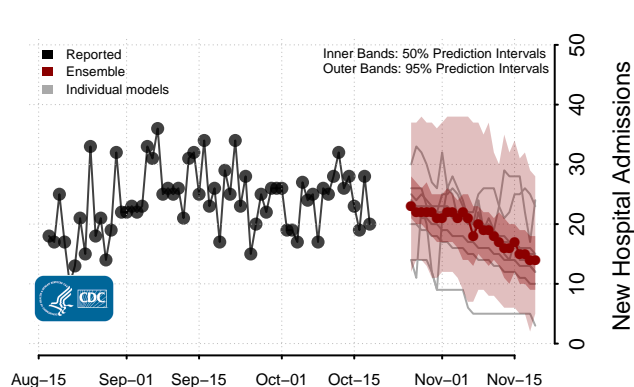 Reported
Ensemble
Individual models
Inner Bands: 50% Prediction Intervals
Outer Bands: 95% Prediction Intervals
CDC
0
10
20
30
40
50
New Hospital Admissions
Aug–15
Sep–01
Sep–15
Oct–01
Oct–15
Nov–01
Nov–15